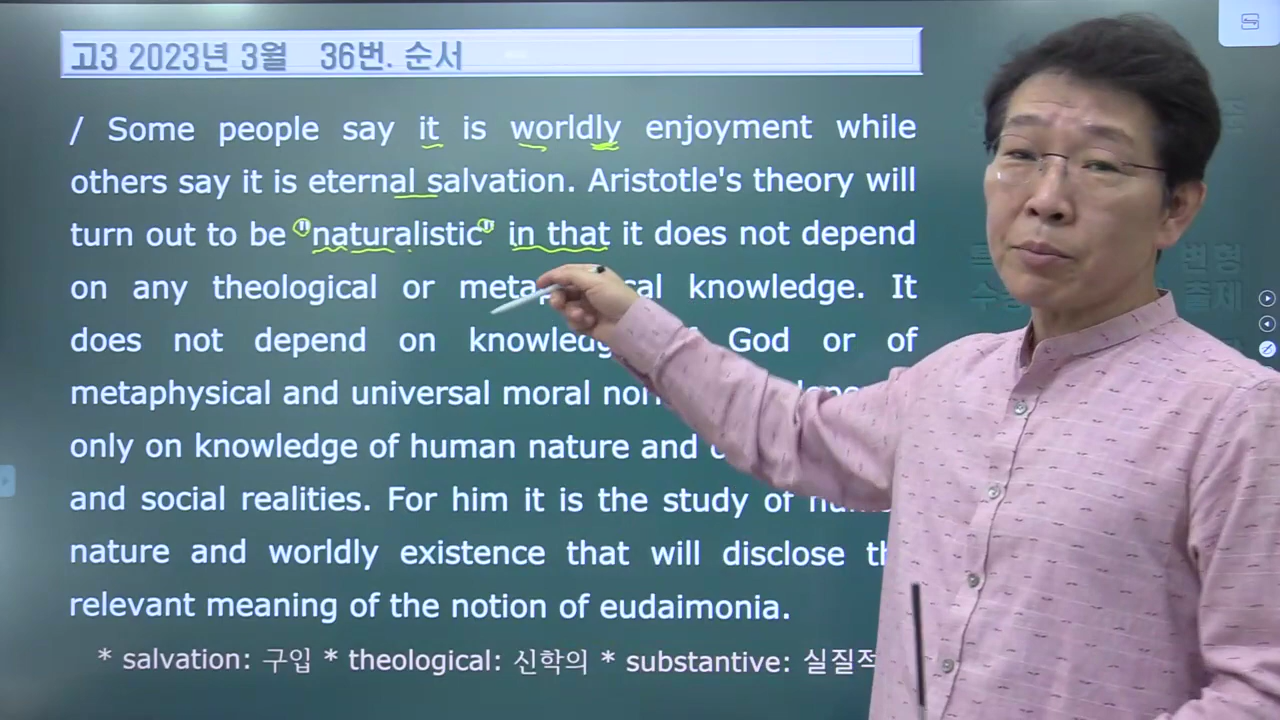 고3 2023년 3월 36번. 순서
/ Some people say it is worldly enjoyment while
others say it is eternal salvation. Aristotle's theory will
turn out to be "naturalistic" in that it does not depend
on any theological or knowledge. It
does not depend on God or of
metaphysical and universal moral
only on knowledge of human nature and
and social realities. For him it is the study of
nature and worldly existence that will disclose
relevant meaning of the notion of eudaimonia.
* salvation: 구입 * theological: 신학의 * substantive: 실질적
변형
출제